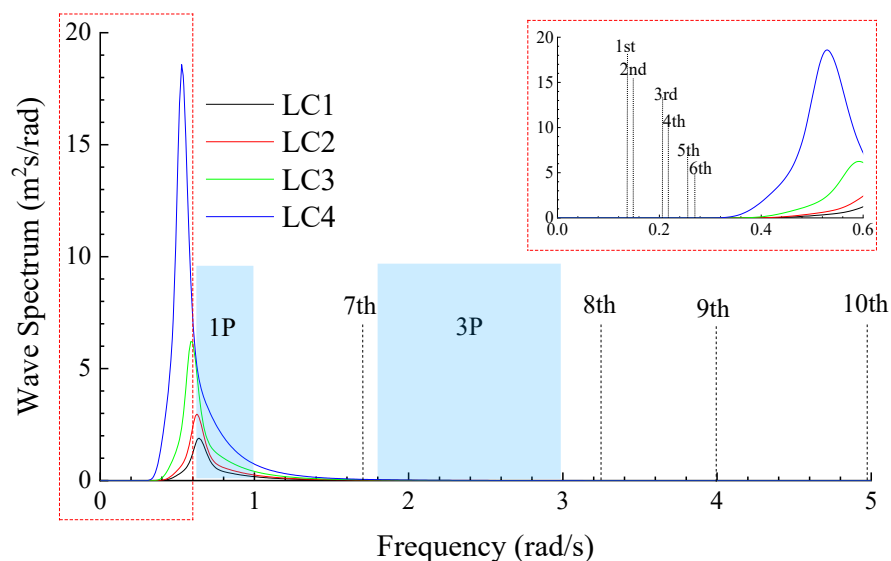 Wave Spectrum (m²s/rad)
20
15
10
5
0
0
1
2
3
4
5
Frequency (rad/s)
LC1
LC2
LC3
LC4
1P
7th
3P
8th
9th
10th
20
15
10
5
0
0.0
0.2
0.4
0.6
1st
2nd
3rd
4th
5th
6th